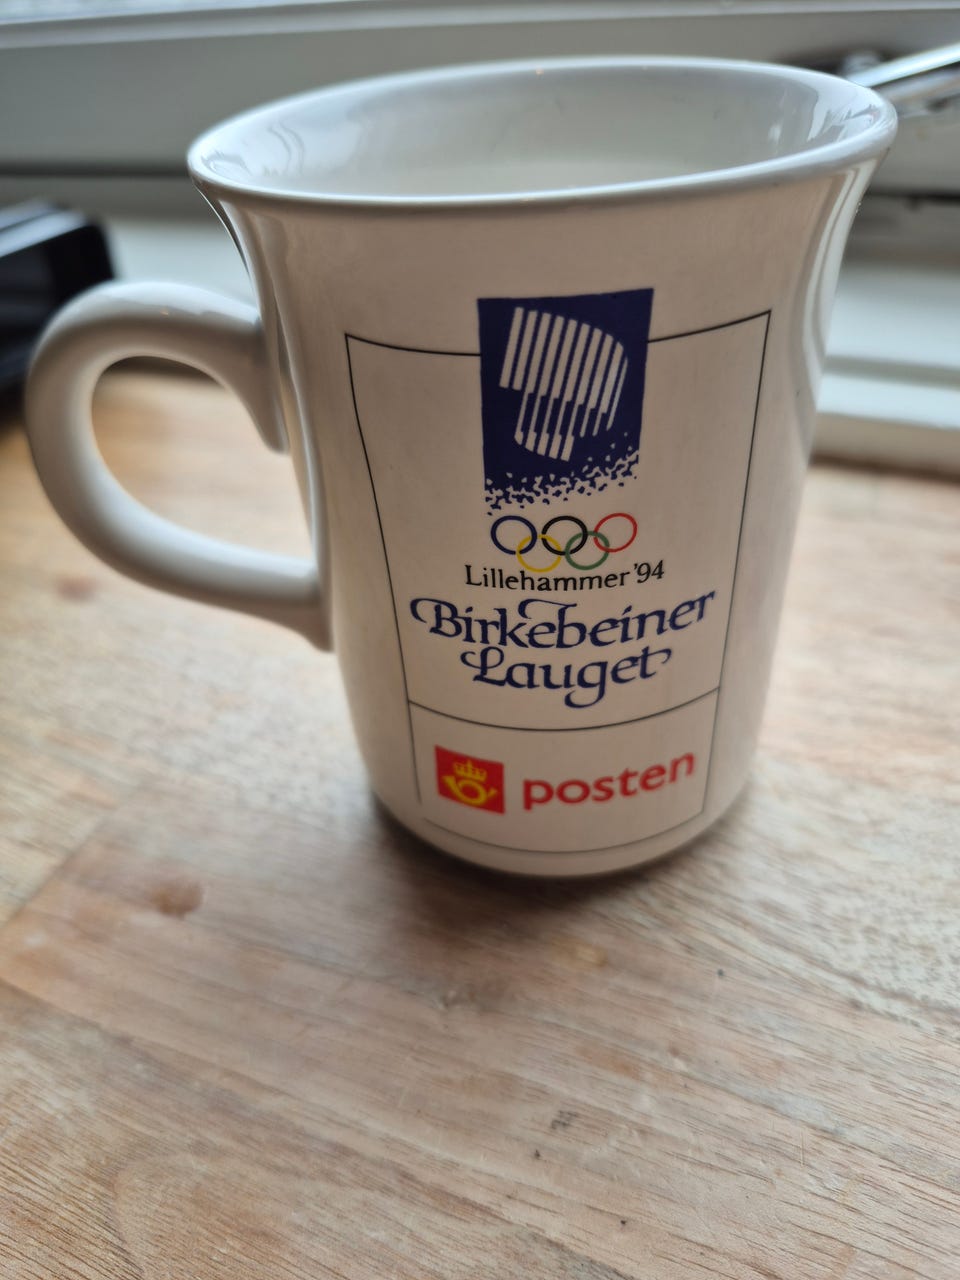 Lillehammer '94
Birkebeiner
Lauget
posten